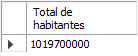 Total de
habitantes
1019700000